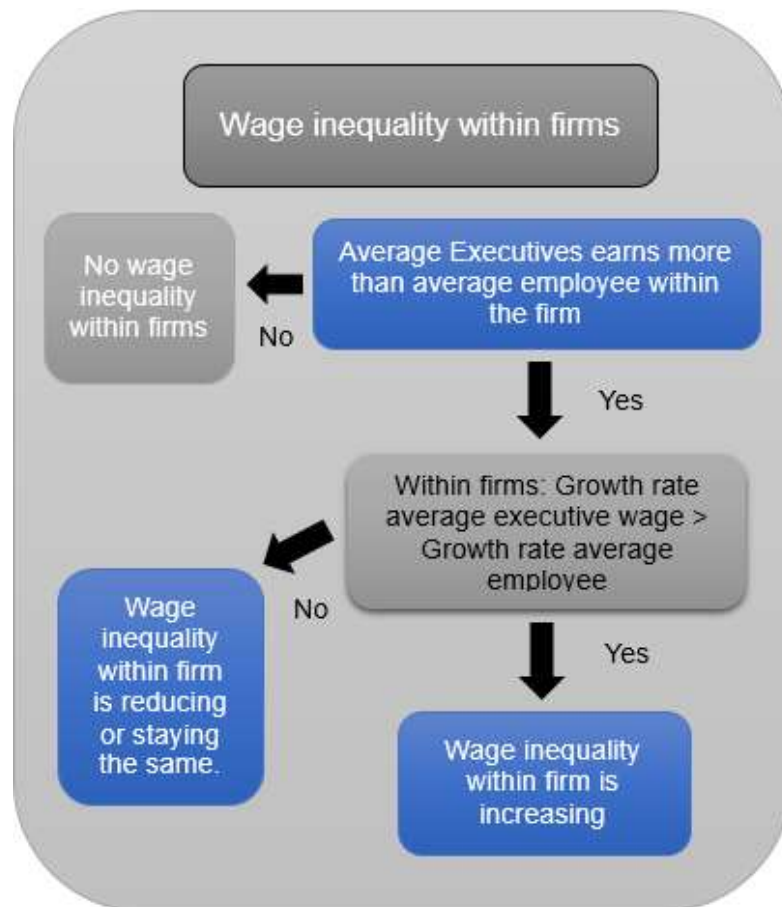 Wage inequality within firms
No wage
inequality
within firms
Average Executives earns more
than average employee within
the firm
No
Yes
Within firms: Growth rate
average executive wage >
Growth rate average
employee
No
Wage
inequality
within firm
is reducing
or staying
the same.
Yes
Wage inequality
within firm is
increasing